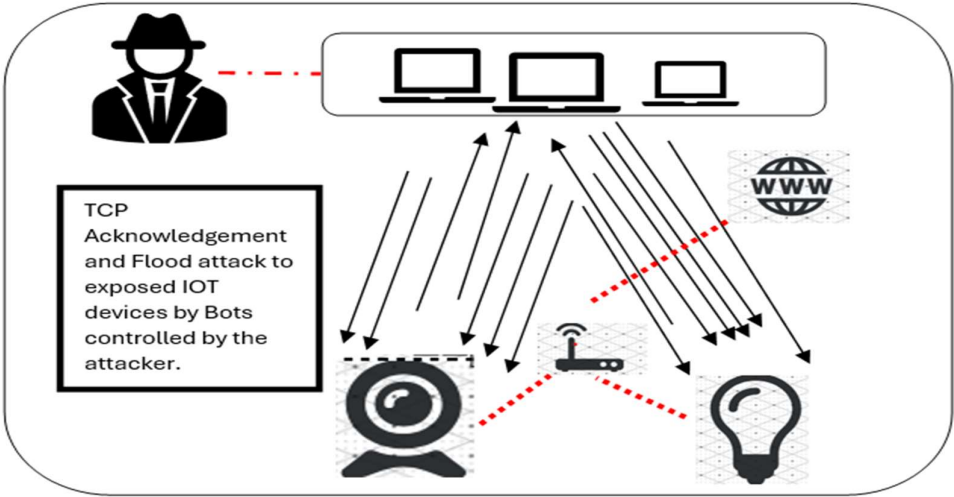 TCP
Acknowledgement
and Flood attack to
exposed IOT
devices by Bots
controlled by the
attacker.
WWW